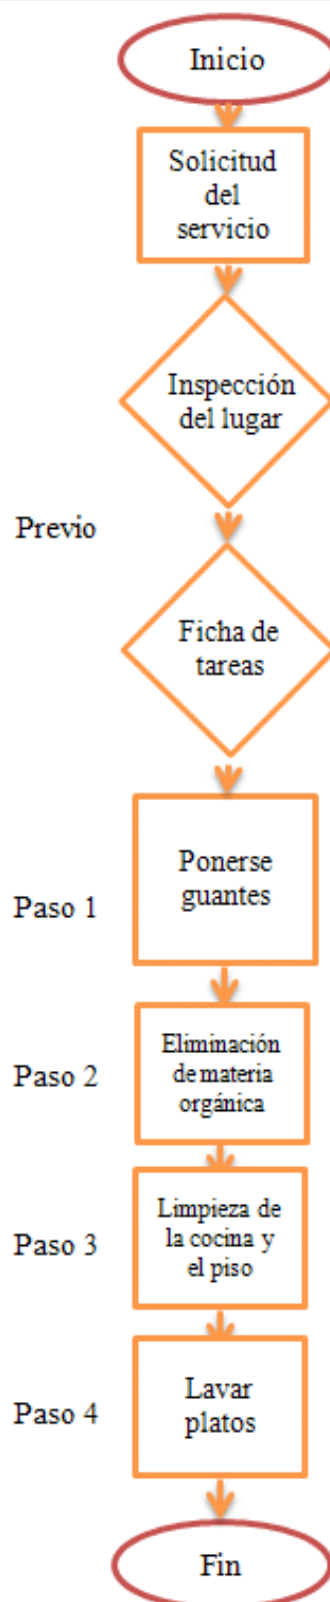 Inicio
Solicitud
del
servicio
Inspección
del lugar
Previo
Ficha de
tareas
Ponerse
guantes
Paso 1
Eliminación
de materia
orgánica
Paso 2
Limpieza de
la cocina y
el piso
Paso 3
Lavar
platos
Paso 4
Fin